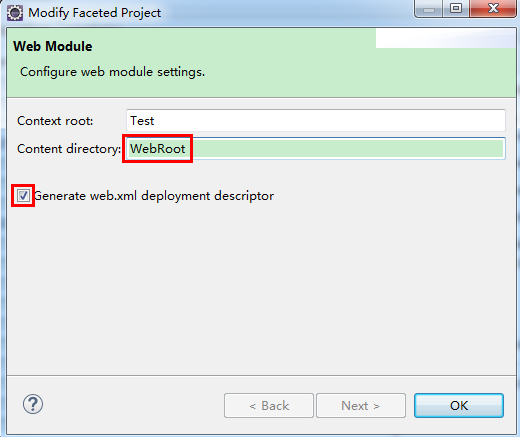 Modify Faceted Project
Web Module
Configure web module settings.
Context root: Test
Content directory: WebRoot
Generate web.xml deployment descriptor
? < Back Next > OK